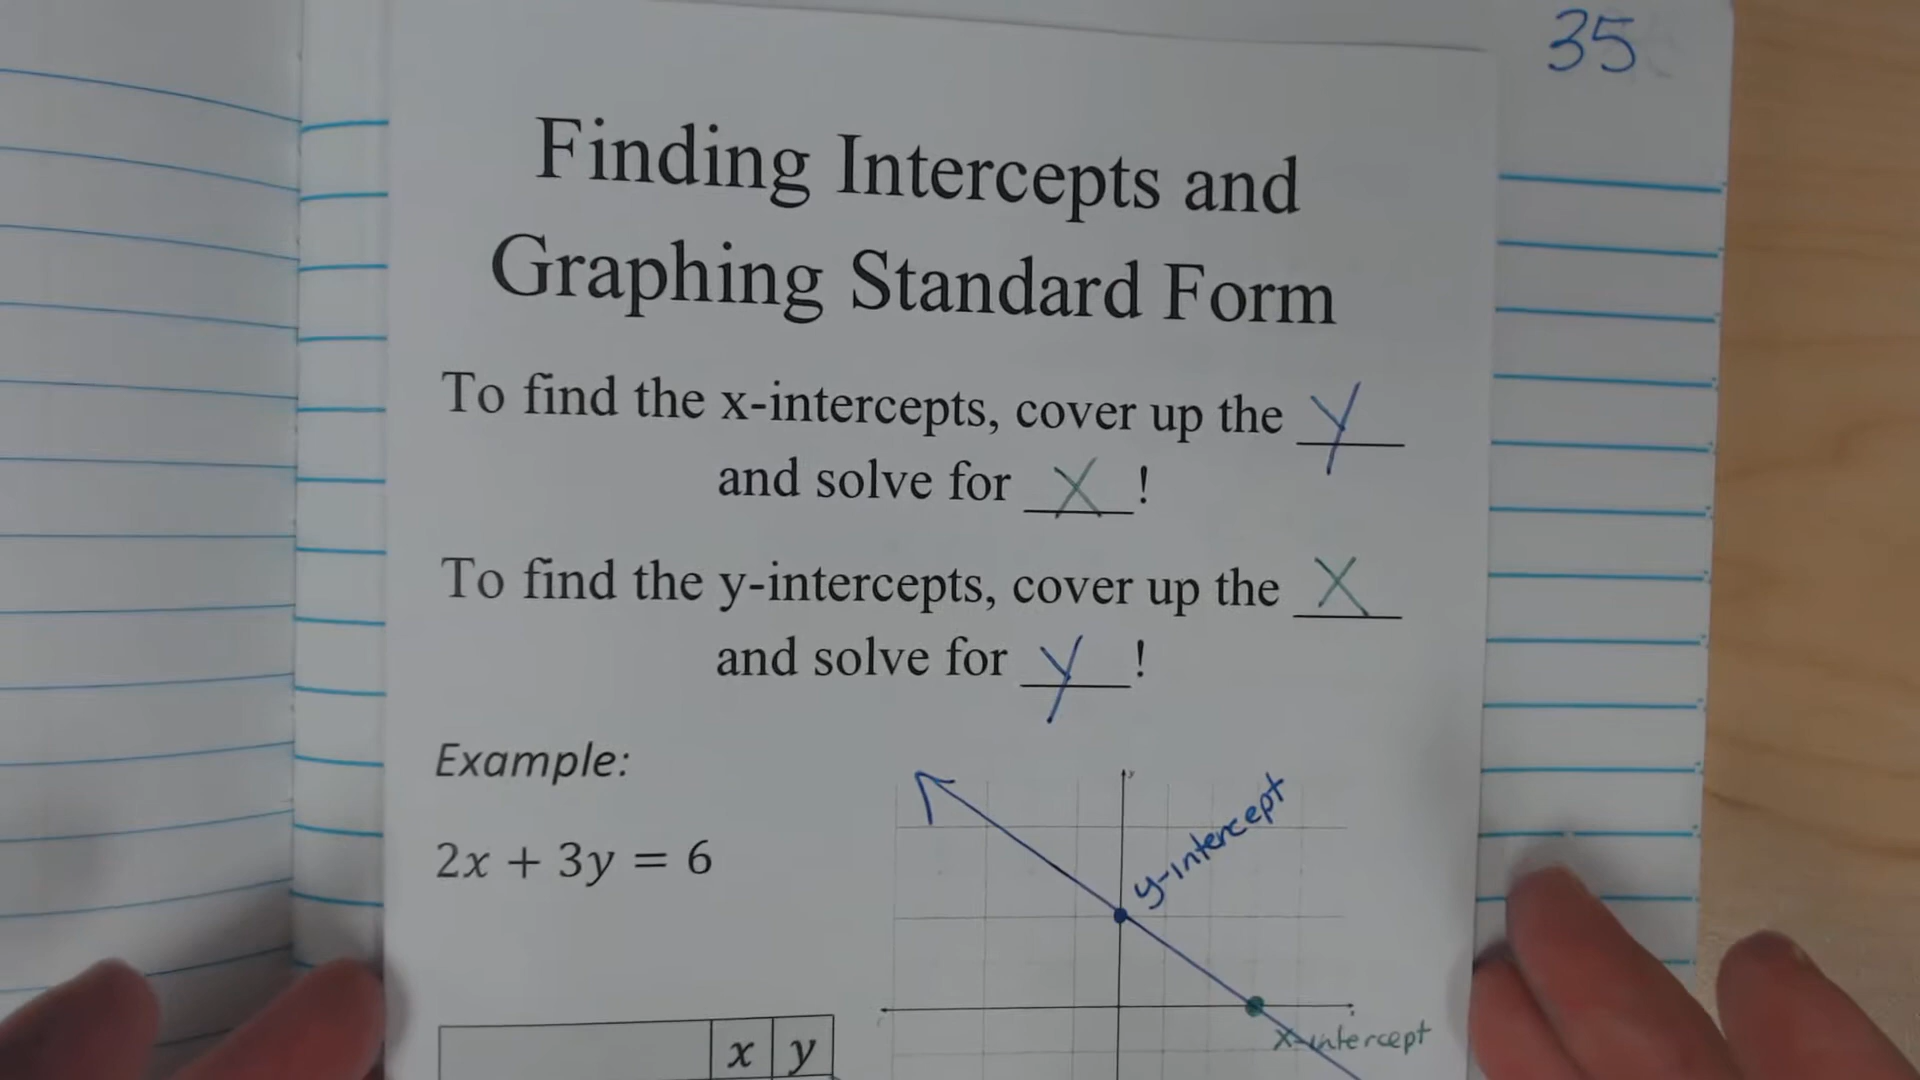 35
Finding Intercepts and
Graphing Standard Form
To find the x-intercepts, cover up the y
and solve for x!
To find the y-intercepts, cover up the x
and solve for y!
Example:
2x + 3y = 6
y
y-intercept
x-intercept
x y